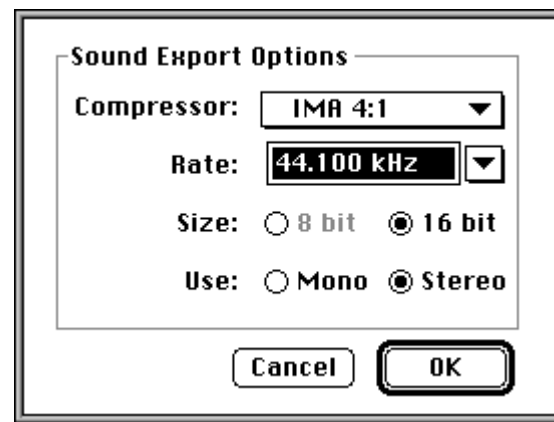 Sound Export Options
Compressor: IMA 4:1
Rate: 44.100 kHz
Size: 8 bit 16 bit
Use: Mono Stereo
Cancel OK